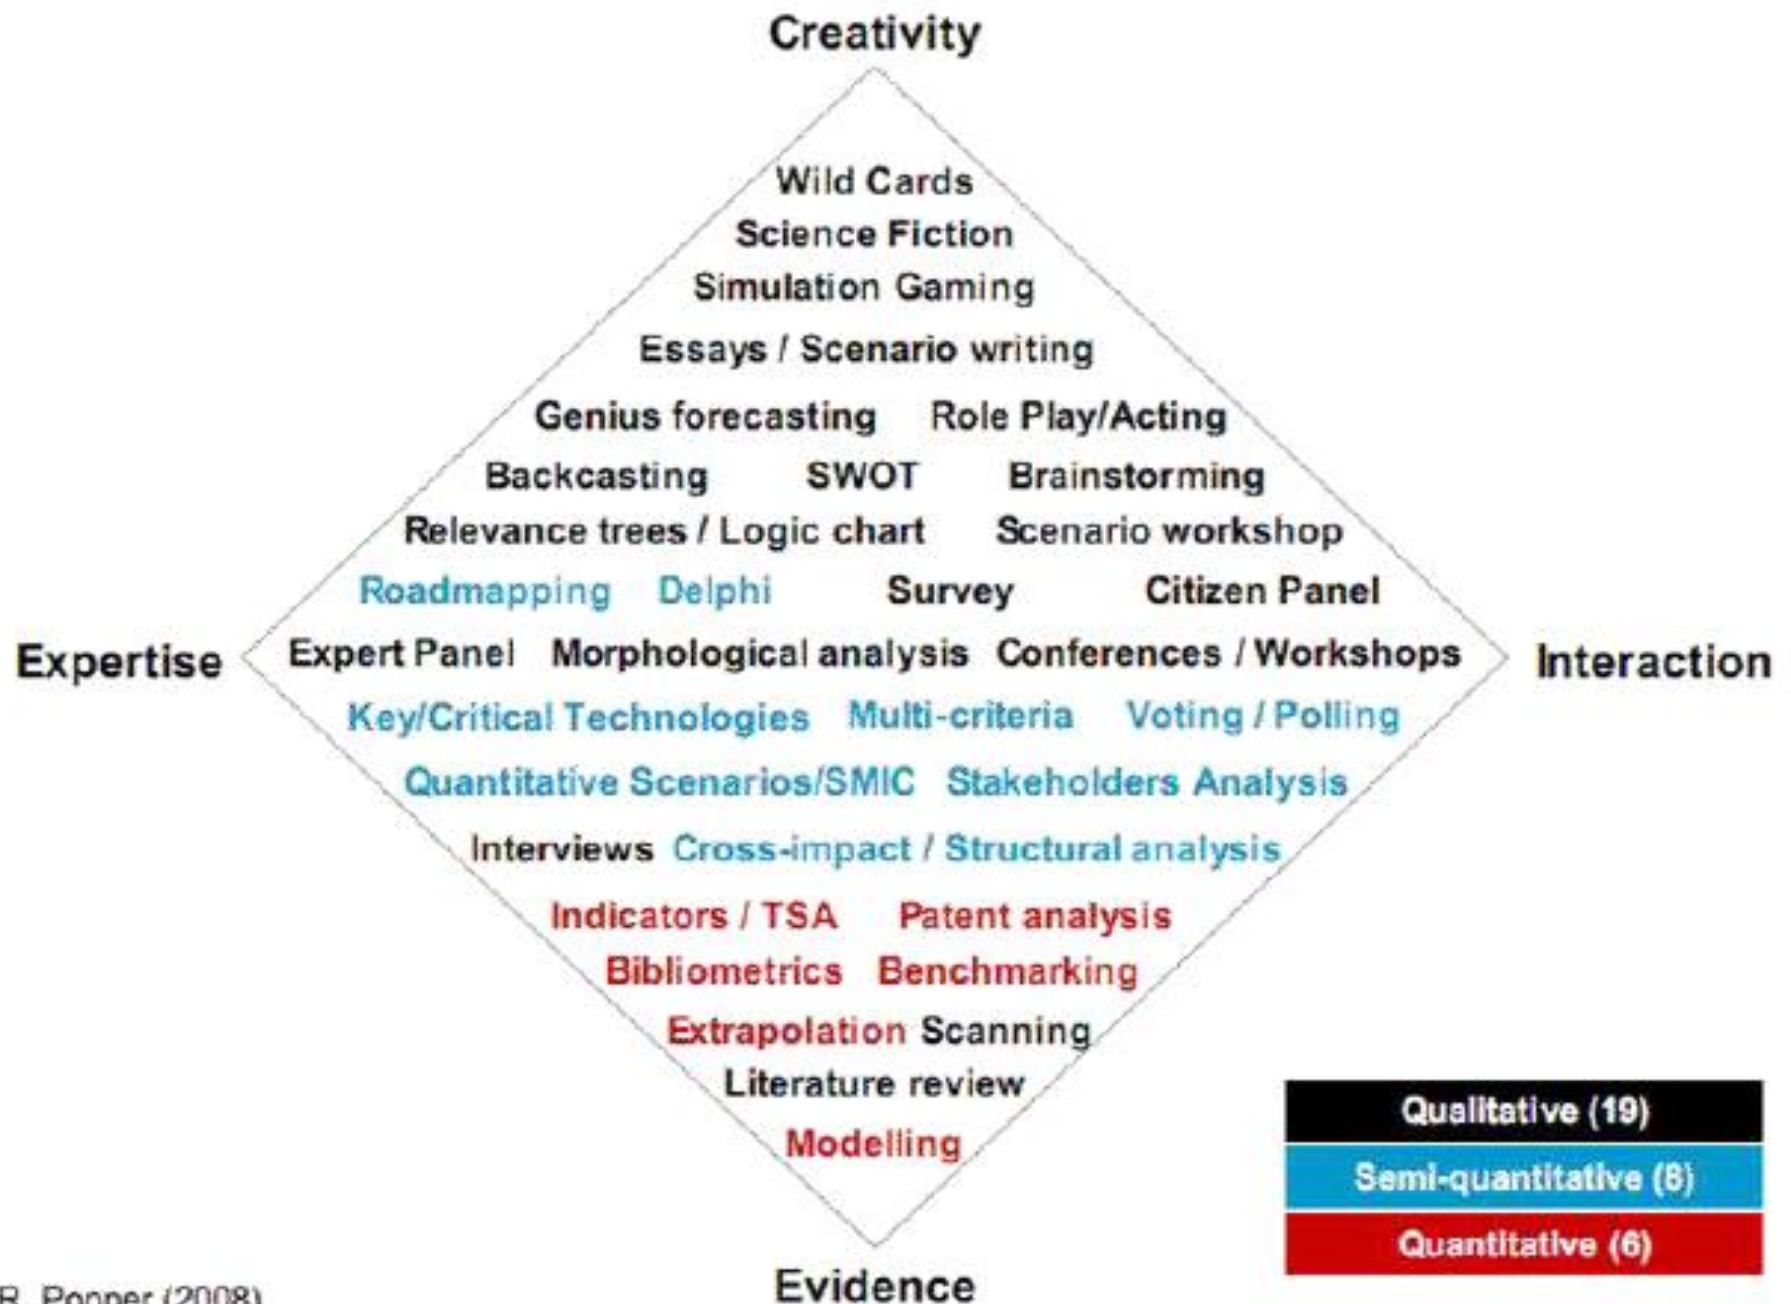 Creativity
Wild Cards
Science Fiction
Simulation Gaming
Essays / Scenario writing
Genius forecasting Role Play/Acting
Backcasting SWOT Brainstorming
Relevance trees / Logic chart Scenario workshop
Roadmapping Delphi Survey Citizen Panel
Expertise Expert Panel Morphological analysis Conferences / Workshops Interaction
Key/Critical Technologies Multi-criteria Voting / Polling
Quantitative Scenarios/SMIC Stakeholders Analysis
Interviews Cross-impact / Structural analysis
Indicators / TSA Patent analysis
Bibliometrics Benchmarking
Extrapolation Scanning
Literature review
Modelling
Evidence
Qualitative (19)
Semi-quantitative (8)
Quantitative (6)
R. Popper (2008)